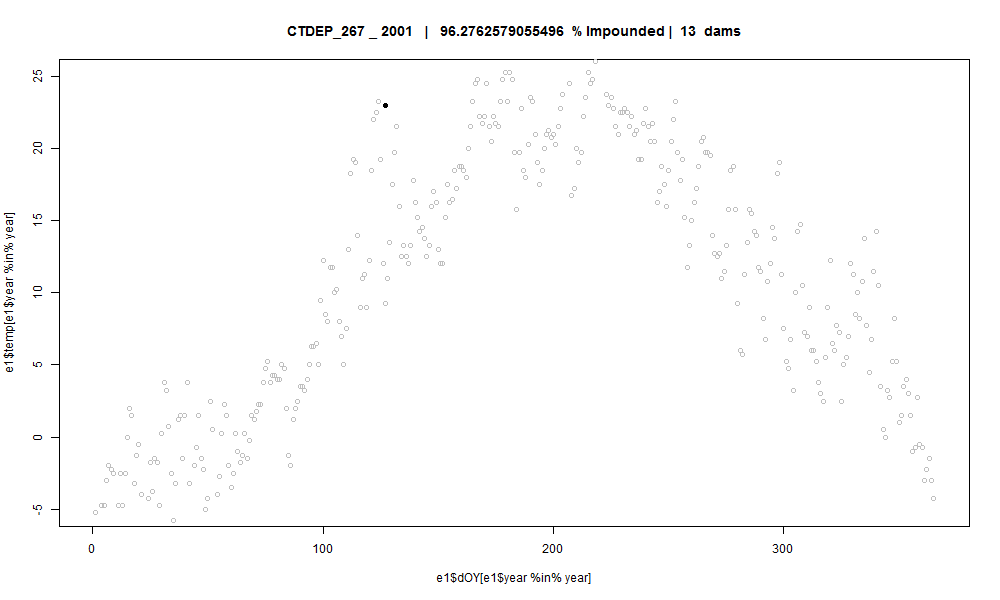 CTDEP_267 _ 2001 | 96.2762579055496 % Impounded | 13 dams
e1$temp[e1$year %in% year]
25
20
15
10
5
0
-5
0 100 200 300
e1$dOY[e1$year %in% year]